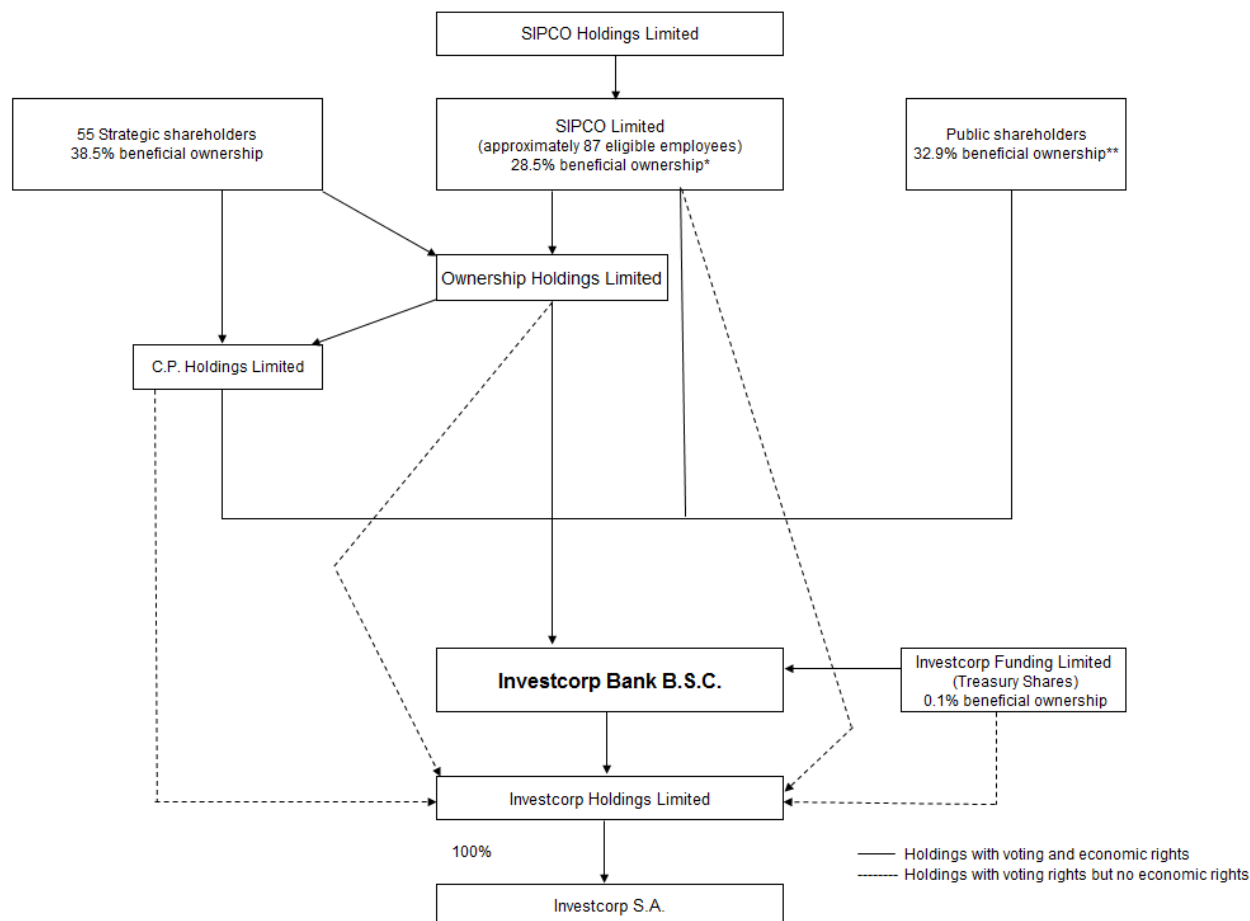 SIPCO Holdings Limited
55 Strategic shareholders
38.5% beneficial ownership
SIPCO Limited
(approximately 87 eligible employees)
28.5% beneficial ownership*
Public shareholders
32.9% beneficial ownership**
Ownership Holdings Limited
C.P. Holdings Limited
Investcorp Bank B.S.C.
Investcorp Funding Limited
(Treasury Shares)
0.1% beneficial ownership
Investcorp Holdings Limited
100%
Holdings with voting and economic rights
Holdings with voting rights but no economic rights
Investcorp S.A.